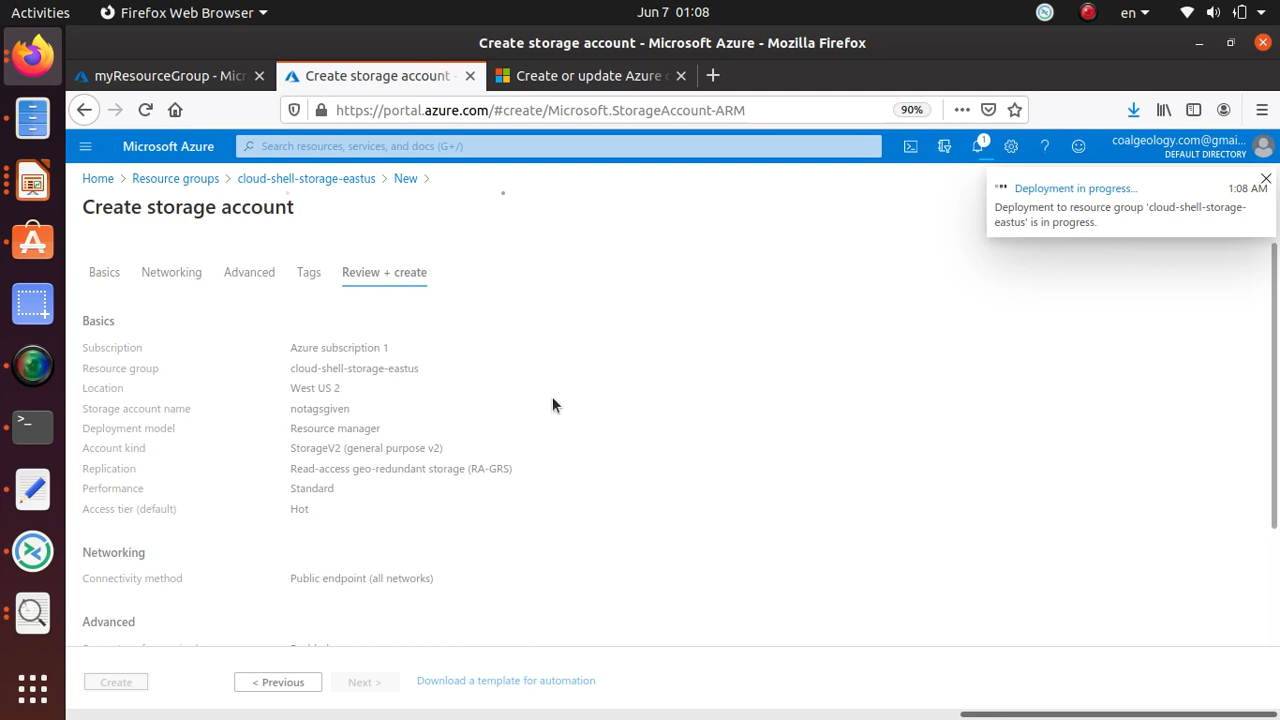 Activities
Firefox Web Browser
Jun 7 01:08
en
Create storage account - Microsoft Azure - Mozilla Firefox
myResourceGroup - Micr
Create storage account -
Create or update Azure
https://portal.azure.com/#create/Microsoft.StorageAccount-ARM
90%
Microsoft Azure
Search resources, services, and docs (G+/)
1
coalgeology.com@gmai...
DEFAULT DIRECTORY
Home > Resource groups > cloud-shell-storage-eastus > New >
Create storage account
Deployment in progress...
1:08 AM
Deployment to resource group 'cloud-shell-storage-
eastus' is in progress.
Basics
Networking
Advanced
Tags
Review + create
Basics
Subscription Azure subscription 1
Resource group cloud-shell-storage-eastus
Location West US 2
Storage account name notagsgiven
Deployment model Resource manager
Account kind StorageV2 (general purpose v2)
Replication Read-access geo-redundant storage (RA-GRS)
Performance Standard
Access tier (default) Hot
Networking
Connectivity method Public endpoint (all networks)
Advanced
Create
< Previous
Next >
Download a template for automation